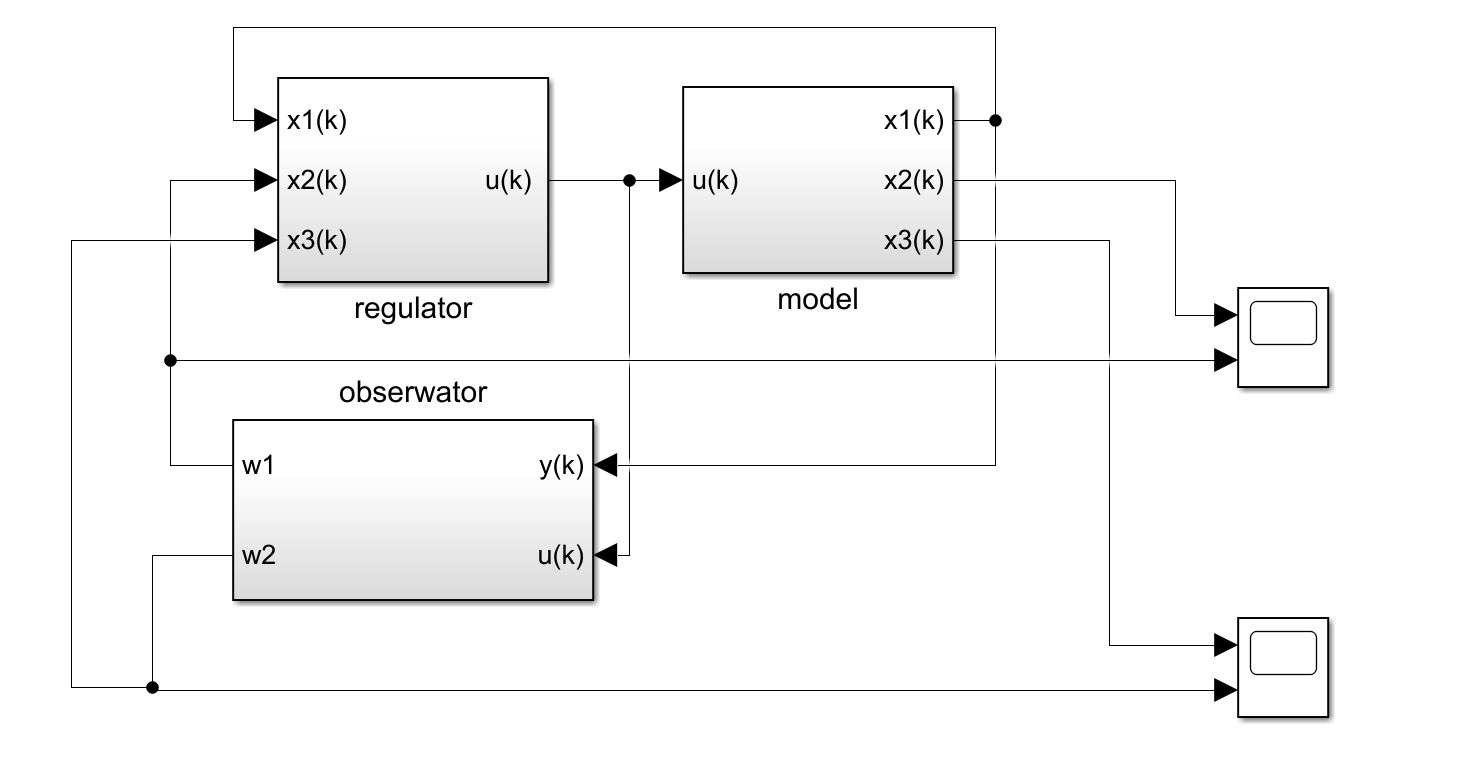 x1(k)
x2(k)
x3(k)
u(k)
regulator
u(k)
x1(k)
x2(k)
x3(k)
model
obserwator
w1
w2
y(k)
u(k)